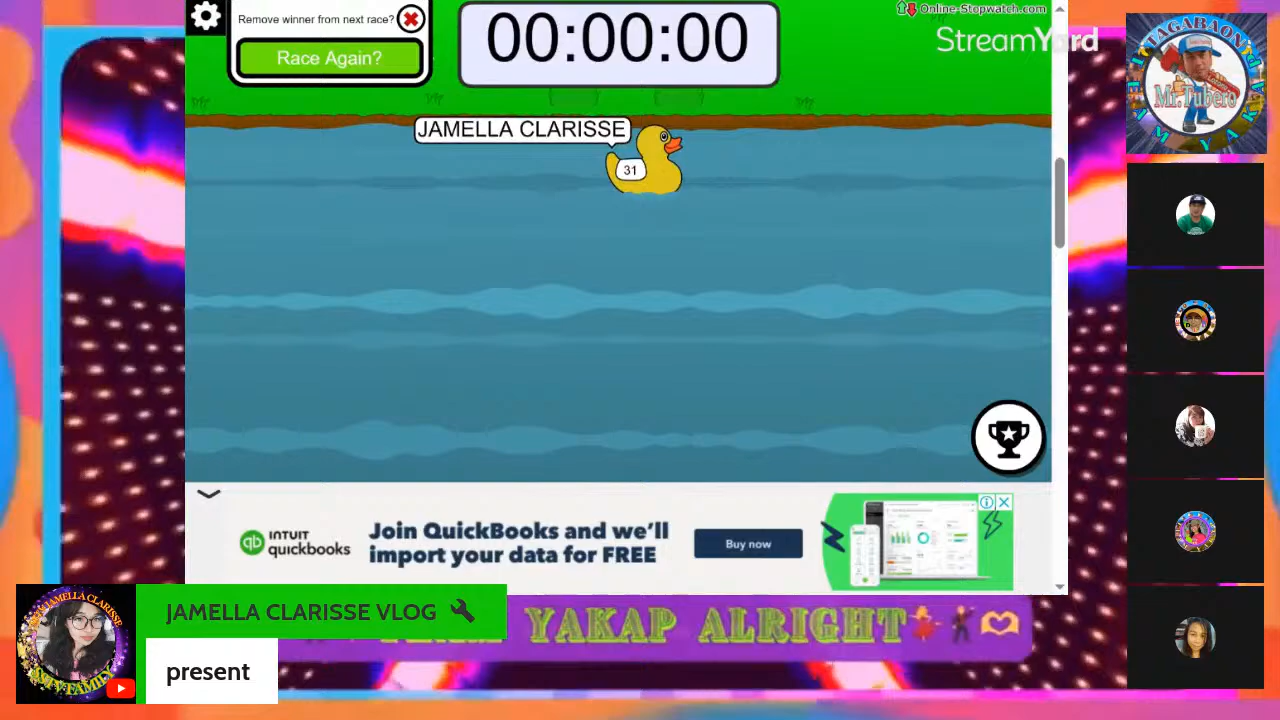 Remove winner from next race?
Race Again?
00:00:00
Online-Stopwatch.com
StreamYard
TAGABAON
Mr.Tubero
JAMELLA CLARISSE
31
INTUIT
quickbooks
Join QuickBooks and we'll
import your data for FREE
Buy now
JAMELLA CLARISSE VLOG
YAKAP ALRIGHT
present